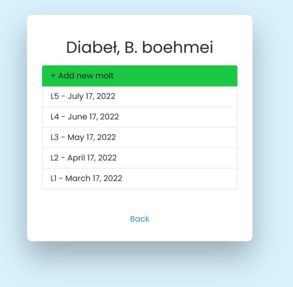 Diabeł, B. boehmei
+ Add new molt
L5 - July 17, 2022
L4 - June 17, 2022
L3 - May 17, 2022
L2 - April 17, 2022
L1 - March 17, 2022
Back